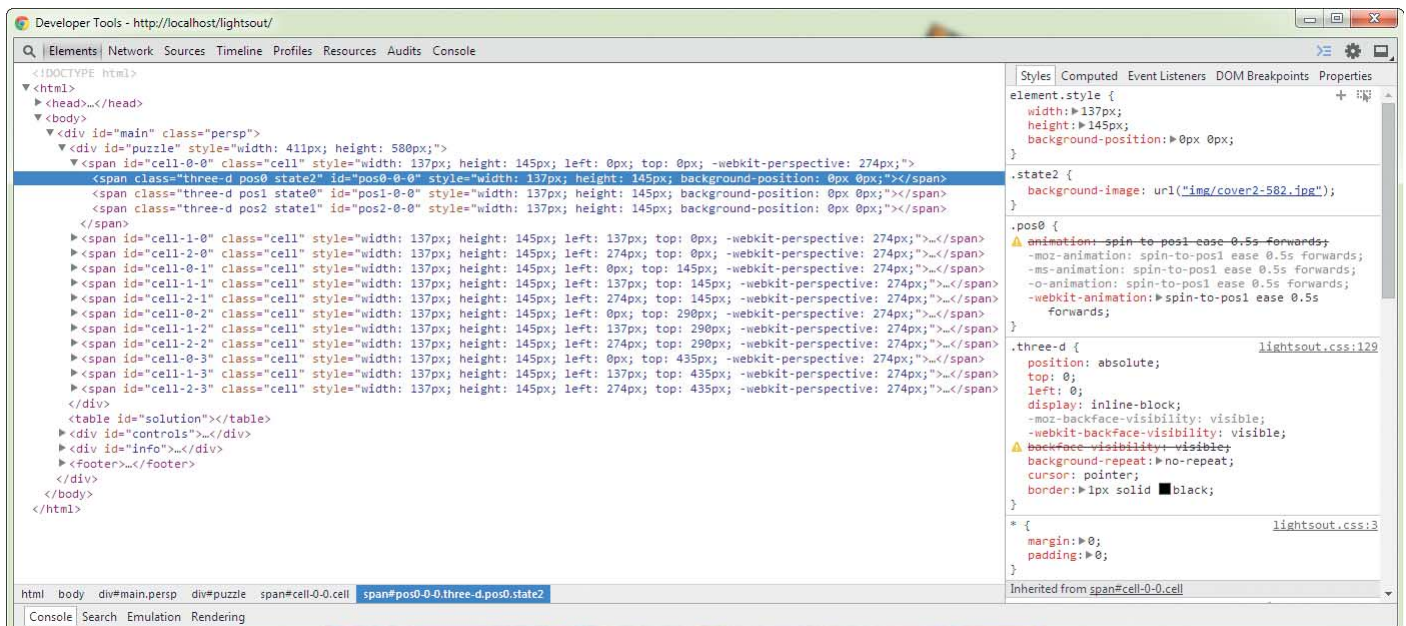 Developer Tools - http://localhost/lightsout/
Elements Network Sources Timeline Profiles Resources Audits Console
<!DOCTYPE html>
▼<html>
▶<head>…</head>
▼<body>
▼<div id="main" class="persp">
▼<div id="puzzle" style="width: 411px; height: 580px;">
▼<span id="cell-0-0" class="cell" style="width: 137px; height: 145px; left: 0px; top: 0px; -webkit-perspective: 274px;">
<span class="three-d pos0 state2" id="pos0-0-0" style="width: 137px; height: 145px; background-position: 0px 0px;"></span>
<span class="three-d pos1 state0" id="pos1-0-0" style="width: 137px; height: 145px; background-position: 0px 0px;"></span>
<span class="three-d pos2 state1" id="pos2-0-0" style="width: 137px; height: 145px; background-position: 0px 0px;"></span>
</span>
▶<span id="cell-1-0" class="cell" style="width: 137px; height: 145px; left: 137px; top: 0px; -webkit-perspective: 274px;">…</span>
▶<span id="cell-2-0" class="cell" style="width: 137px; height: 145px; left: 274px; top: 0px; -webkit-perspective: 274px;">…</span>
▶<span id="cell-0-1" class="cell" style="width: 137px; height: 145px; left: 0px; top: 145px; -webkit-perspective: 274px;">…</span>
▶<span id="cell-1-1" class="cell" style="width: 137px; height: 145px; left: 137px; top: 145px; -webkit-perspective: 274px;">…</span>
▶<span id="cell-2-1" class="cell" style="width: 137px; height: 145px; left: 274px; top: 145px; -webkit-perspective: 274px;">…</span>
▶<span id="cell-0-2" class="cell" style="width: 137px; height: 145px; left: 0px; top: 290px; -webkit-perspective: 274px;">…</span>
▶<span id="cell-1-2" class="cell" style="width: 137px; height: 145px; left: 137px; top: 290px; -webkit-perspective: 274px;">…</span>
▶<span id="cell-2-2" class="cell" style="width: 137px; height: 145px; left: 274px; top: 290px; -webkit-perspective: 274px;">…</span>
▶<span id="cell-0-3" class="cell" style="width: 137px; height: 145px; left: 0px; top: 435px; -webkit-perspective: 274px;">…</span>
▶<span id="cell-1-3" class="cell" style="width: 137px; height: 145px; left: 137px; top: 435px; -webkit-perspective: 274px;">…</span>
▶<span id="cell-2-3" class="cell" style="width: 137px; height: 145px; left: 274px; top: 435px; -webkit-perspective: 274px;">…</span>
</div>
<table id="solution"></table>
▶<div id="controls">…</div>
▶<div id="info">…</div>
▶<footer>…</footer>
</div>
</body>
</html>
html body div#main.persp div#puzzle span#cell-0-0.cell span#pos0-0-0.three-d.pos0.state2
Console Search Emulation Rendering
Styles Computed Event Listeners DOM Breakpoints Properties
element.style {
width:▶137px;
height:▶145px;
background-position:▶0px 0px;
}
.state2 {
background-image: url("img/cover2-582.jpg");
}
.pos0 {
animation: spin-to-pos1 ease 0.5s forwards;
-moz-animation: spin-to-pos1 ease 0.5s forwards;
-ms-animation: spin-to-pos1 ease 0.5s forwards;
-o-animation: spin-to-pos1 ease 0.5s forwards;
-webkit-animation:▶spin-to-pos1 ease 0.5s
forwards;
}
.three-d { lightsout.css:129
position: absolute;
top: 0;
left: 0;
display: inline-block;
-moz-backface-visibility: visible;
-webkit-backface-visibility: visible;
backface-visibility: visible;
background-repeat:▶no-repeat;
cursor: pointer;
border:▶1px solid black;
}
* { lightsout.css:3
margin:▶0;
padding:▶0;
}
Inherited from span#cell-0-0.cell